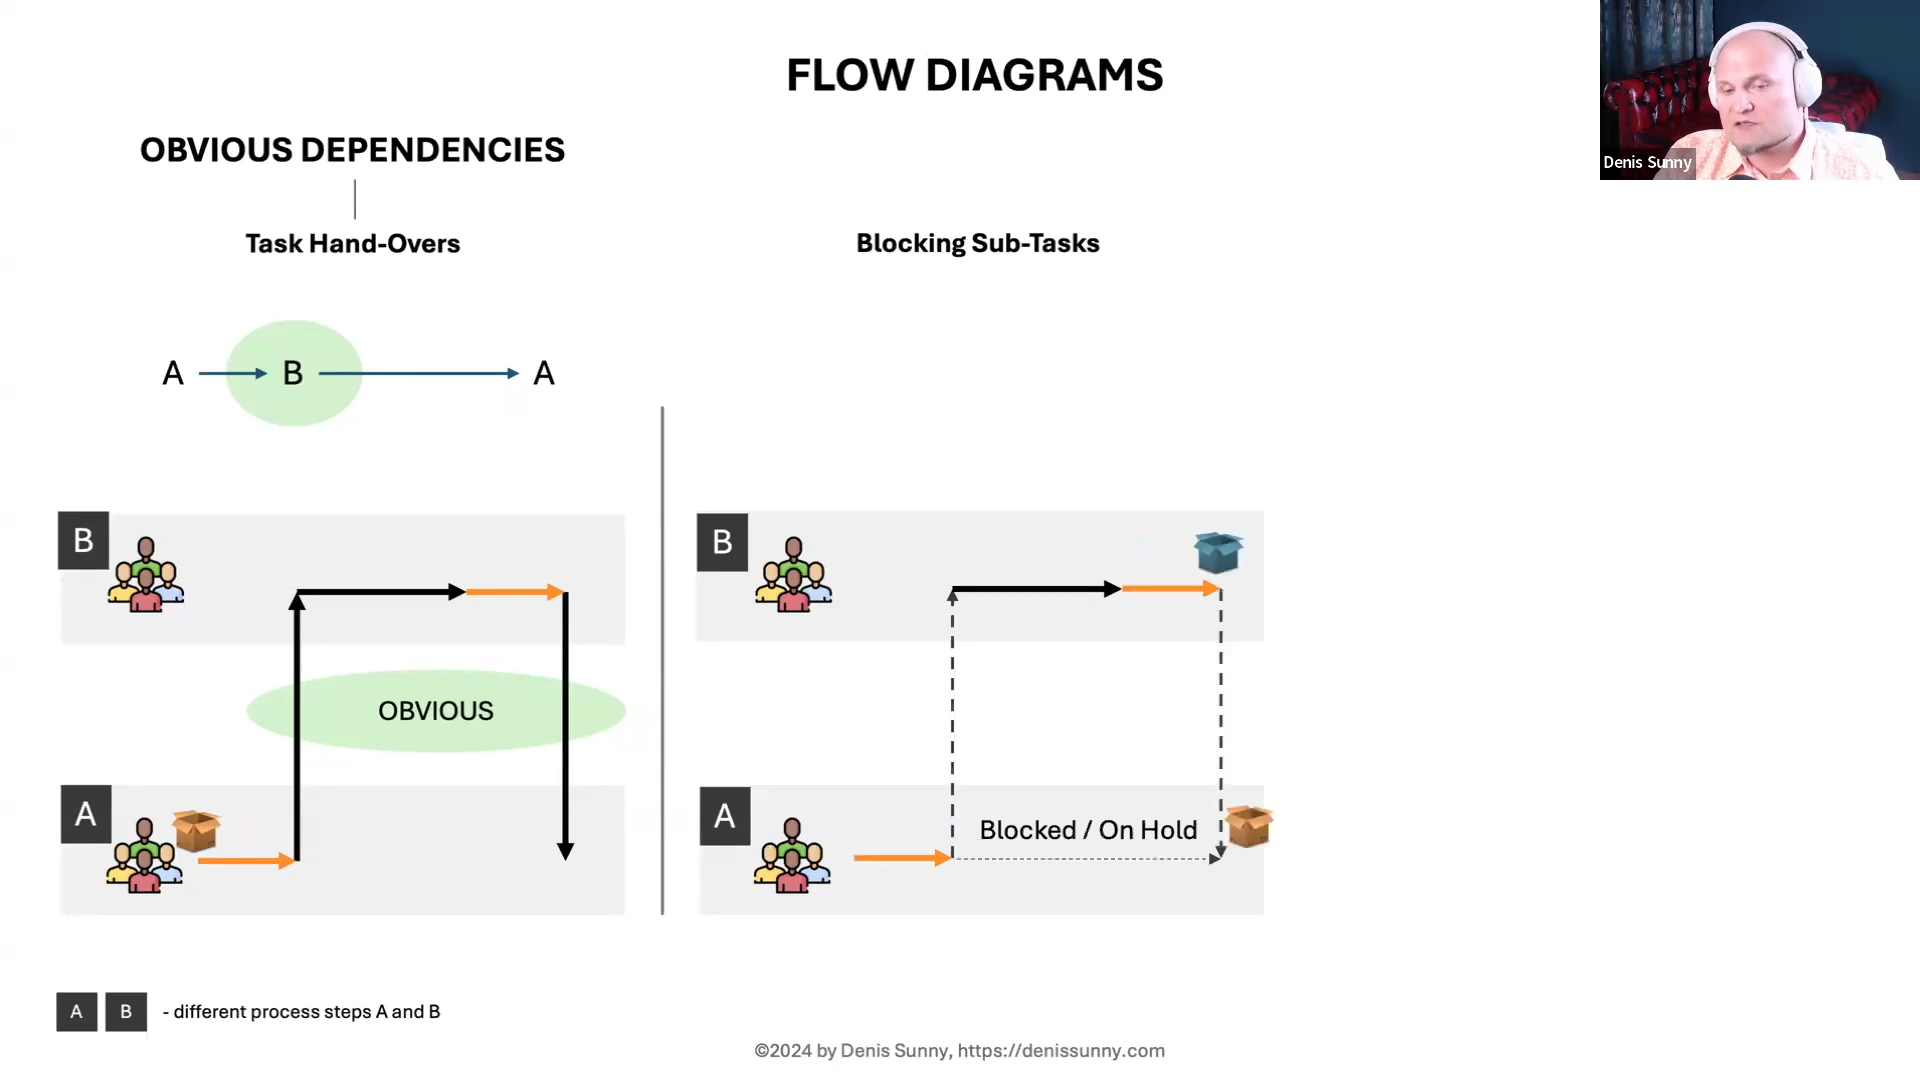 FLOW DIAGRAMS
Denis Sunny
OBVIOUS DEPENDENCIES
Task Hand-Overs
Blocking Sub-Tasks
A B A
B
B
OBVIOUS
A
A
Blocked / On Hold
A B - different process steps A and B
©2024 by Denis Sunny, https://denissunny.com